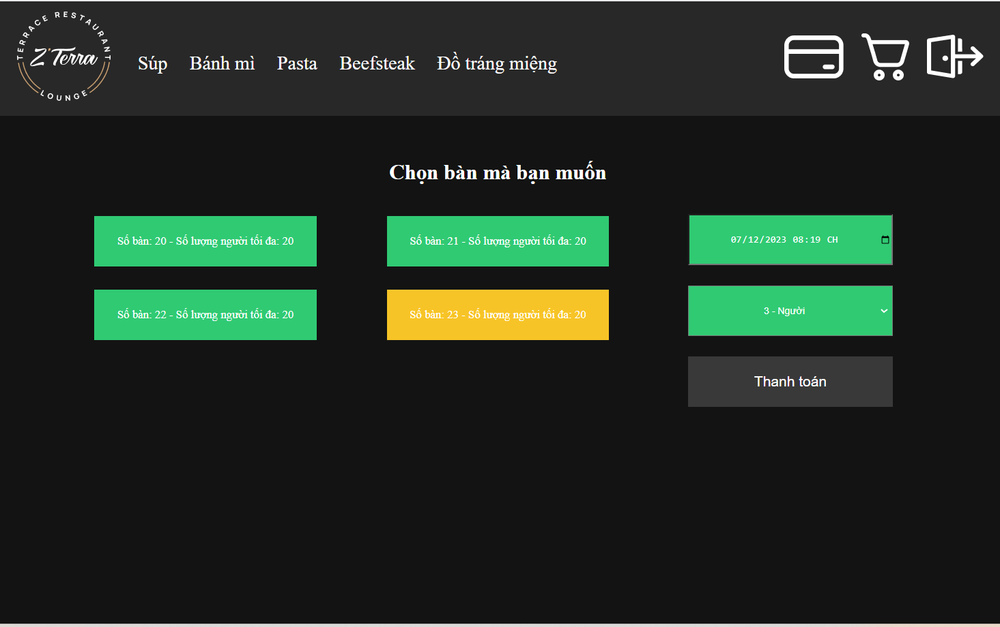 TERRACE RESTAURANT
Z'Terra
LOUNGE
Súp
Bánh mì
Pasta
Beefsteak
Đồ tráng miệng
Chọn bàn mà bạn muốn
Số bàn: 20 - Số lượng người tối đa: 20
Số bàn: 21 - Số lượng người tối đa: 20
07/12/2023 08:19 CH
Số bàn: 22 - Số lượng người tối đa: 20
Số bàn: 23 - Số lượng người tối đa: 20
3 - Người
Thanh toán